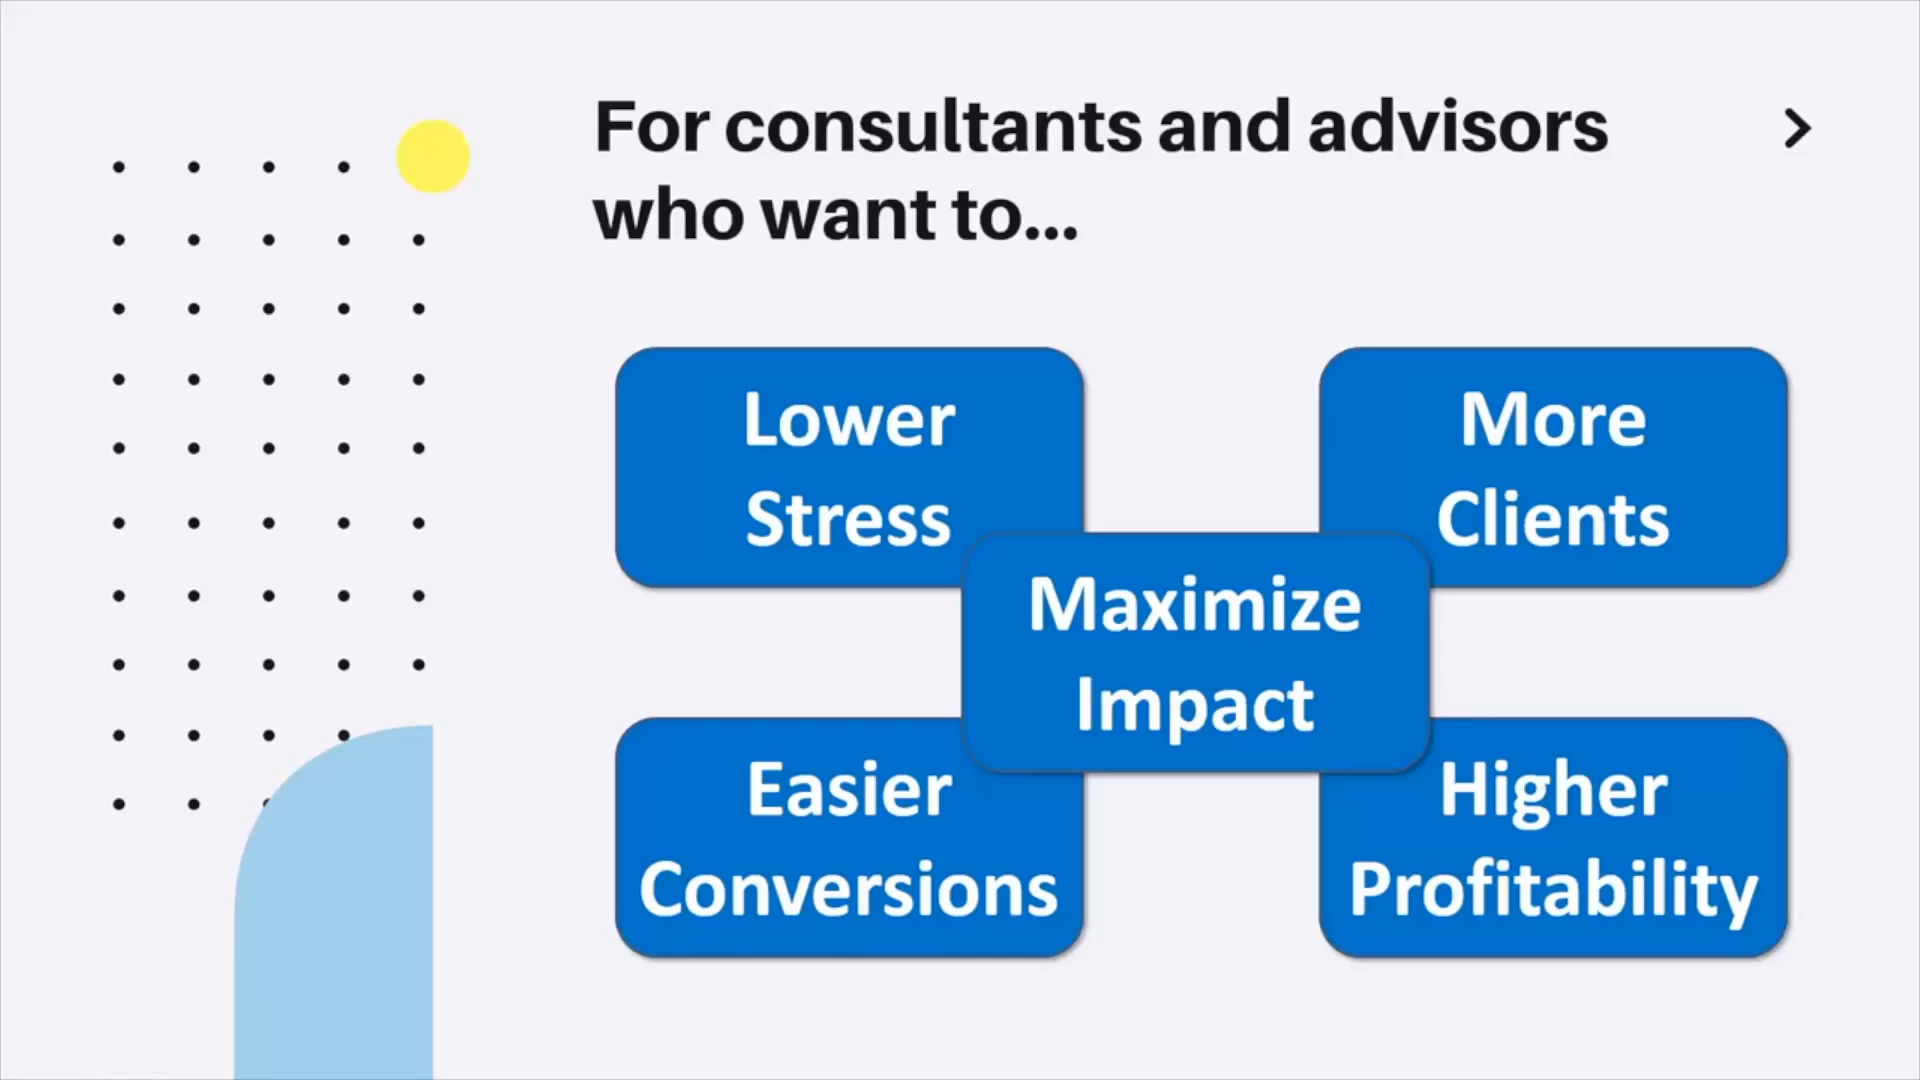 For consultants and advisors
who want to...
Lower
Stress
More
Clients
Maximize
Impact
Easier
Conversions
Higher
Profitability